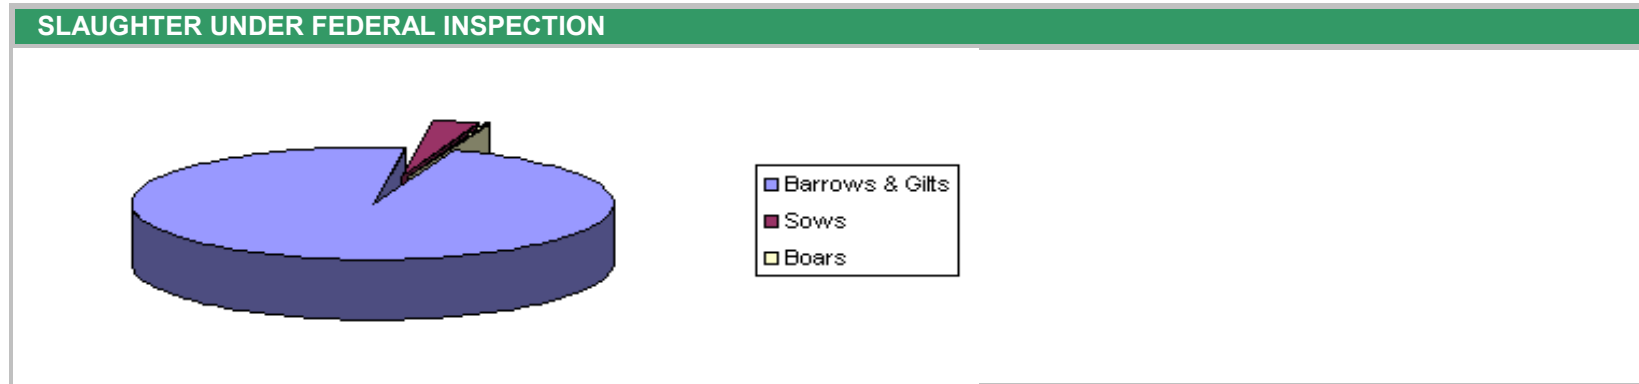 SLAUGHTER UNDER FEDERAL INSPECTION
Barrows & Gilts
Sows
Boars